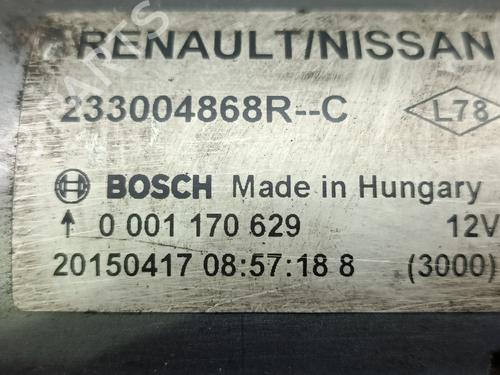 RENAULT/NISSAN
233004868R--C L78
BOSCH Made in Hungary
0 001 170 629 12V
20150417 08:57:18 8 (3000)